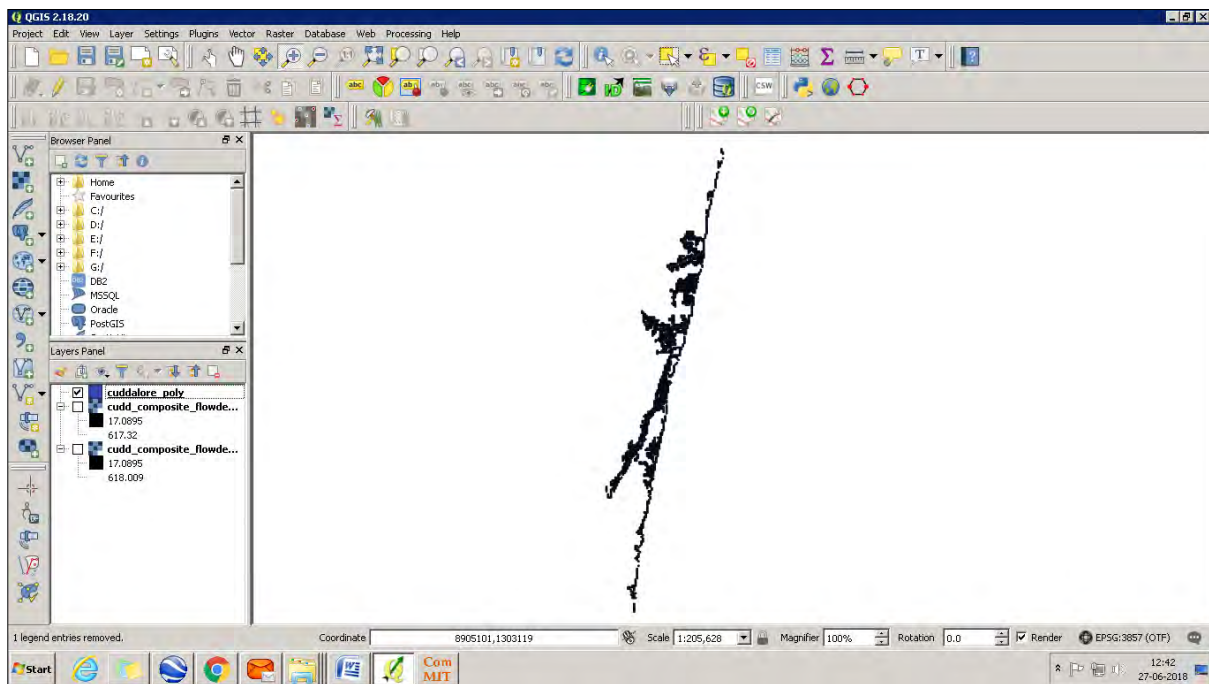 QGIS 2.18.20
Project Edit View Layer Settings Plugins Vector Raster Database Web Processing Help
abc abc CSW
Browser Panel
Home
Favourites
C:/
D:/
E:/
F:/
G:/
DB2
MSSQL
Oracle
PostGIS
Layers Panel
cuddalore_poly
cudd_composite_flowde...
17.0895
617.32
cudd_composite_flowde...
17.0895
618.009
1 legend entries removed. Coordinate 8905101,1303119 Scale 1:205,628 Magnifier 100% Rotation 0.0 Render EPSG:3857 (OTF)
Start Com MIT 12:42
27-06-2018